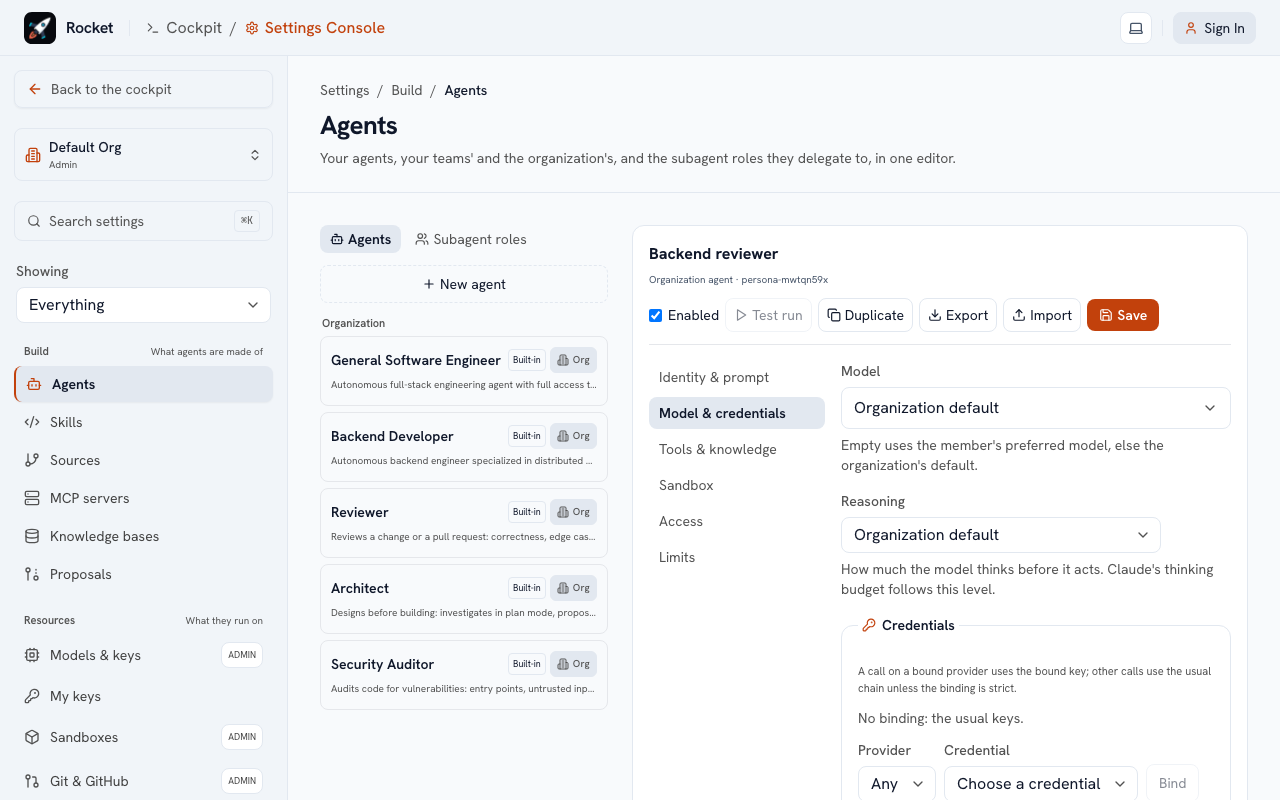 Rocket
Cockpit / Settings Console
Sign In
Back to the cockpit
Default Org
Admin
Search settings ⌘K
Showing
Everything
Build What agents are made of
Agents
Skills
Sources
MCP servers
Knowledge bases
Proposals
Resources What they run on
Models & keys ADMIN
My keys
Sandboxes ADMIN
Git & GitHub ADMIN
Settings / Build / Agents
Agents
Your agents, your teams' and the organization's, and the subagent roles they delegate to, in one editor.
Agents Subagent roles
+ New agent
Organization
General Software Engineer Built-in Org
Autonomous full-stack engineering agent with full access t…
Backend Developer Built-in Org
Autonomous backend engineer specialized in distributed …
Reviewer Built-in Org
Reviews a change or a pull request: correctness, edge cas…
Architect Built-in Org
Designs before building: investigates in plan mode, propos…
Security Auditor Built-in Org
Audits code for vulnerabilities: entry points, untrusted inp…
Backend reviewer
Organization agent · persona-mwtqn59x
Enabled Test run Duplicate Export Import Save
Identity & prompt
Model & credentials
Tools & knowledge
Sandbox
Access
Limits
Model
Organization default
Empty uses the member's preferred model, else the
organization's default.
Reasoning
Organization default
How much the model thinks before it acts. Claude's thinking
budget follows this level.
Credentials
A call on a bound provider uses the bound key; other calls use the usual
chain unless the binding is strict.
No binding: the usual keys.
Provider Credential
Any Choose a credential Bind